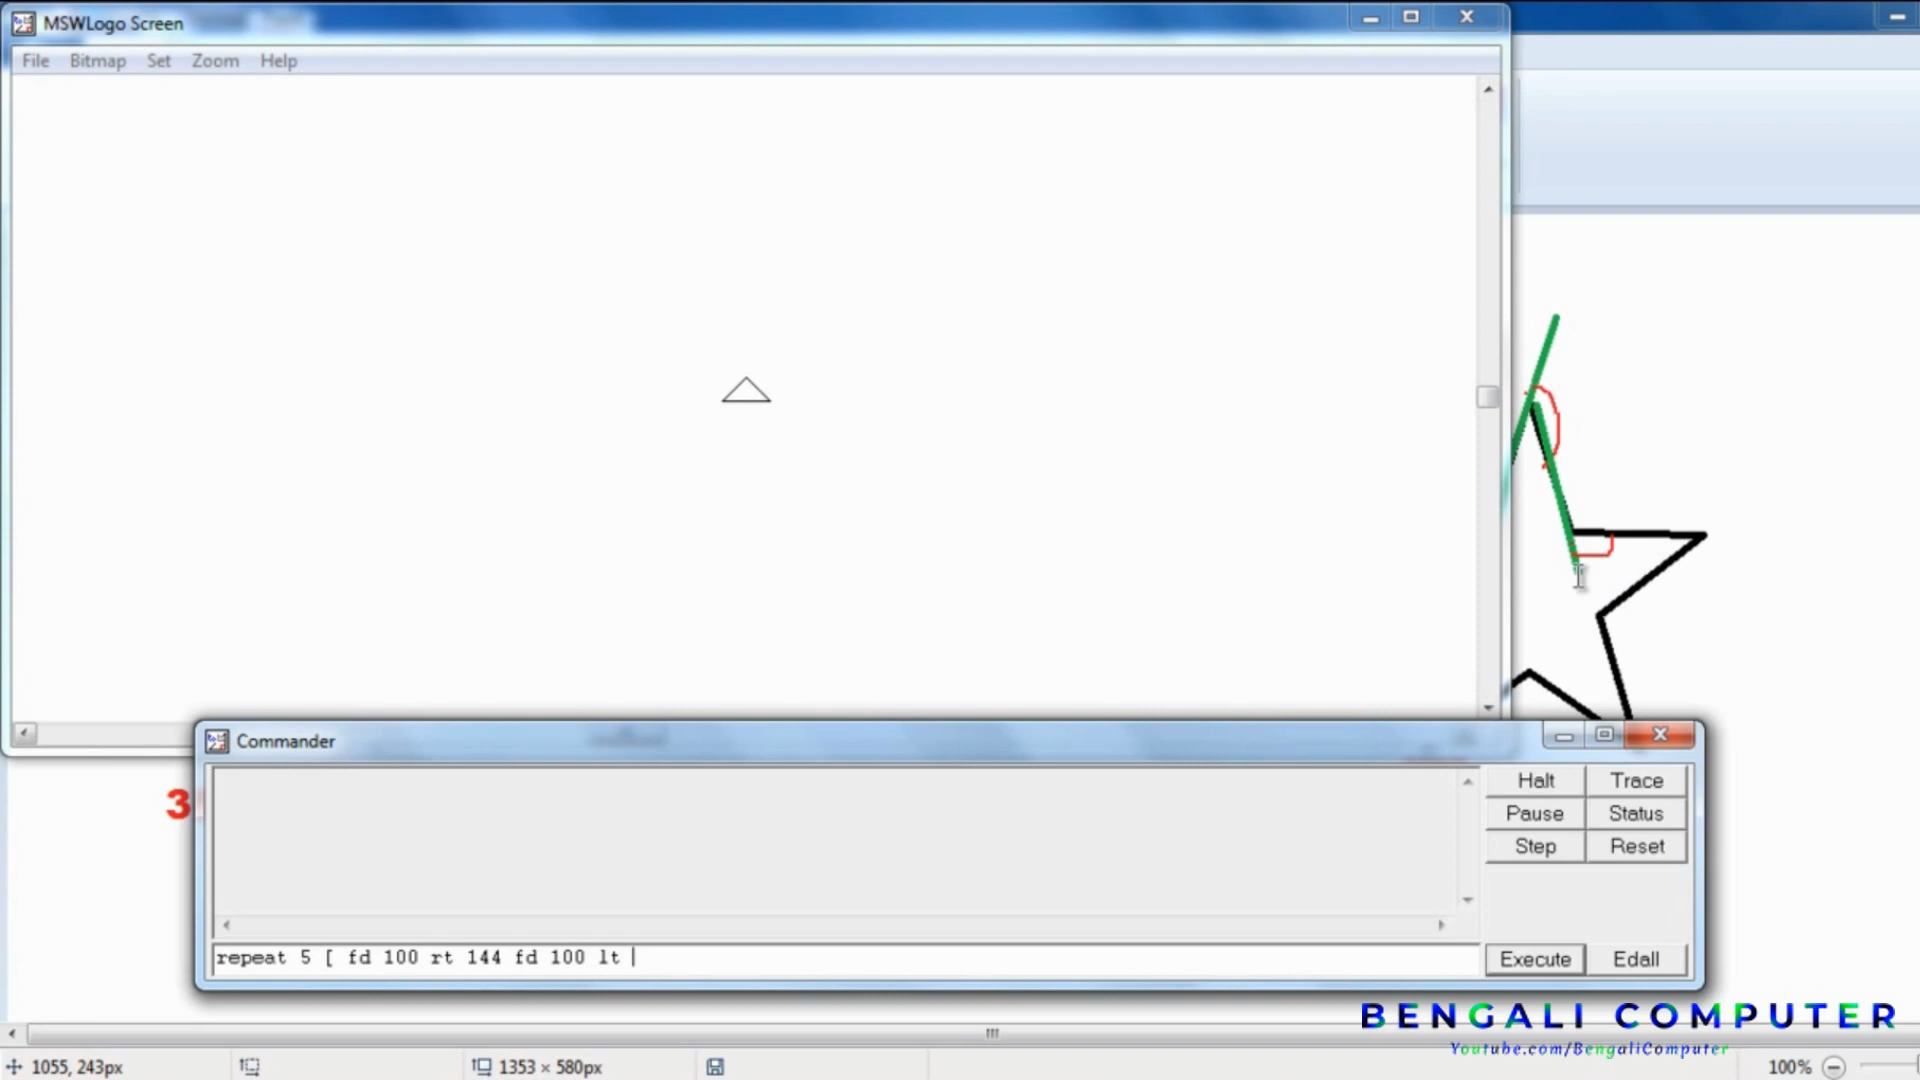 MSWLogo Screen
File Bitmap Set Zoom Help
3
Commander
Halt Trace
Pause Status
Step Reset
repeat 5 [ fd 100 rt 144 fd 100 lt
Execute Edall
BENGALI COMPUTER
Youtube.com/BengaliComputer
1055, 243px
1353 × 580px
100%